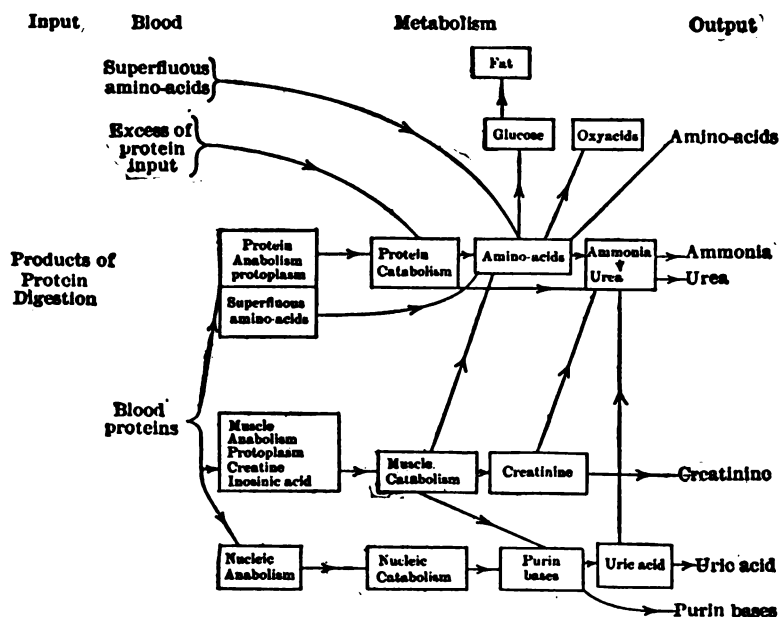 Input
Blood
Metabolism
Output
Superfluous
amino-acids
Fat
Excess of
protein
input
Glucose
Oxyacids
Amino-acids
Products of
Protein
Digestion
Protein
Anabolism
protoplasm
Superfluous
amino-acids
Protein
Catabolism
Amino-acids
Ammonia
Urea
Ammonia
Urea
Blood
proteins
Muscle
Anabolism
Protoplasm
Creatine
Inosinic acid
Muscle.
Catabolism
Creatinine
Creatinino
Nucleic
Anabolism
Nucleic
Catabolism
Purin
bases
Uric acid
Uric acid
Purin bases